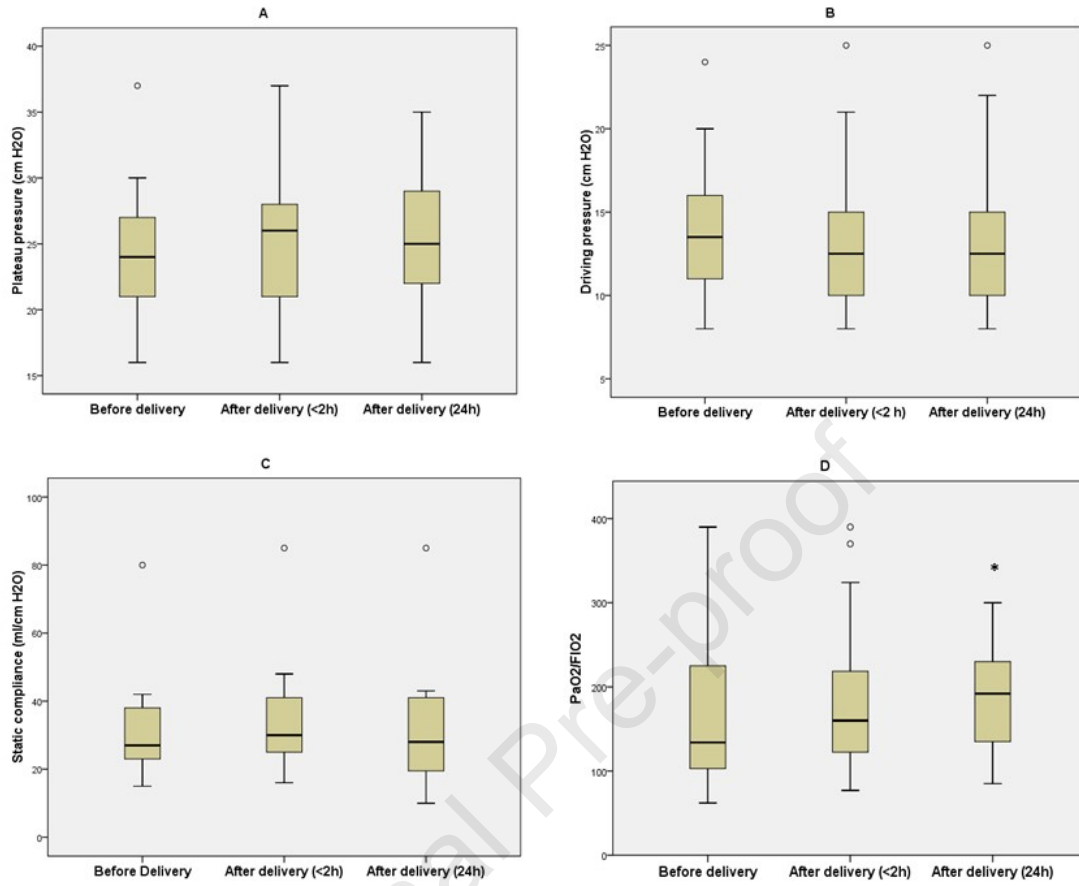 A
Plateau pressure (cm H2O)
40
35
30
25
20
15
Before delivery
After delivery (<2h)
After delivery (24h)
B
Driving pressure (cm H2O)
25
20
15
10
5
Before delivery
After delivery (<2 h)
After delivery (24h)
C
Static compliance (ml/cm H2O)
100
80
60
40
20
0
Before Delivery
After delivery (<2h)
After delivery (24h)
D
PaO2/FIO2
400
300
200
100
0
Before delivery
After delivery (<2h)
After delivery (24h)
*
al Pre-proof